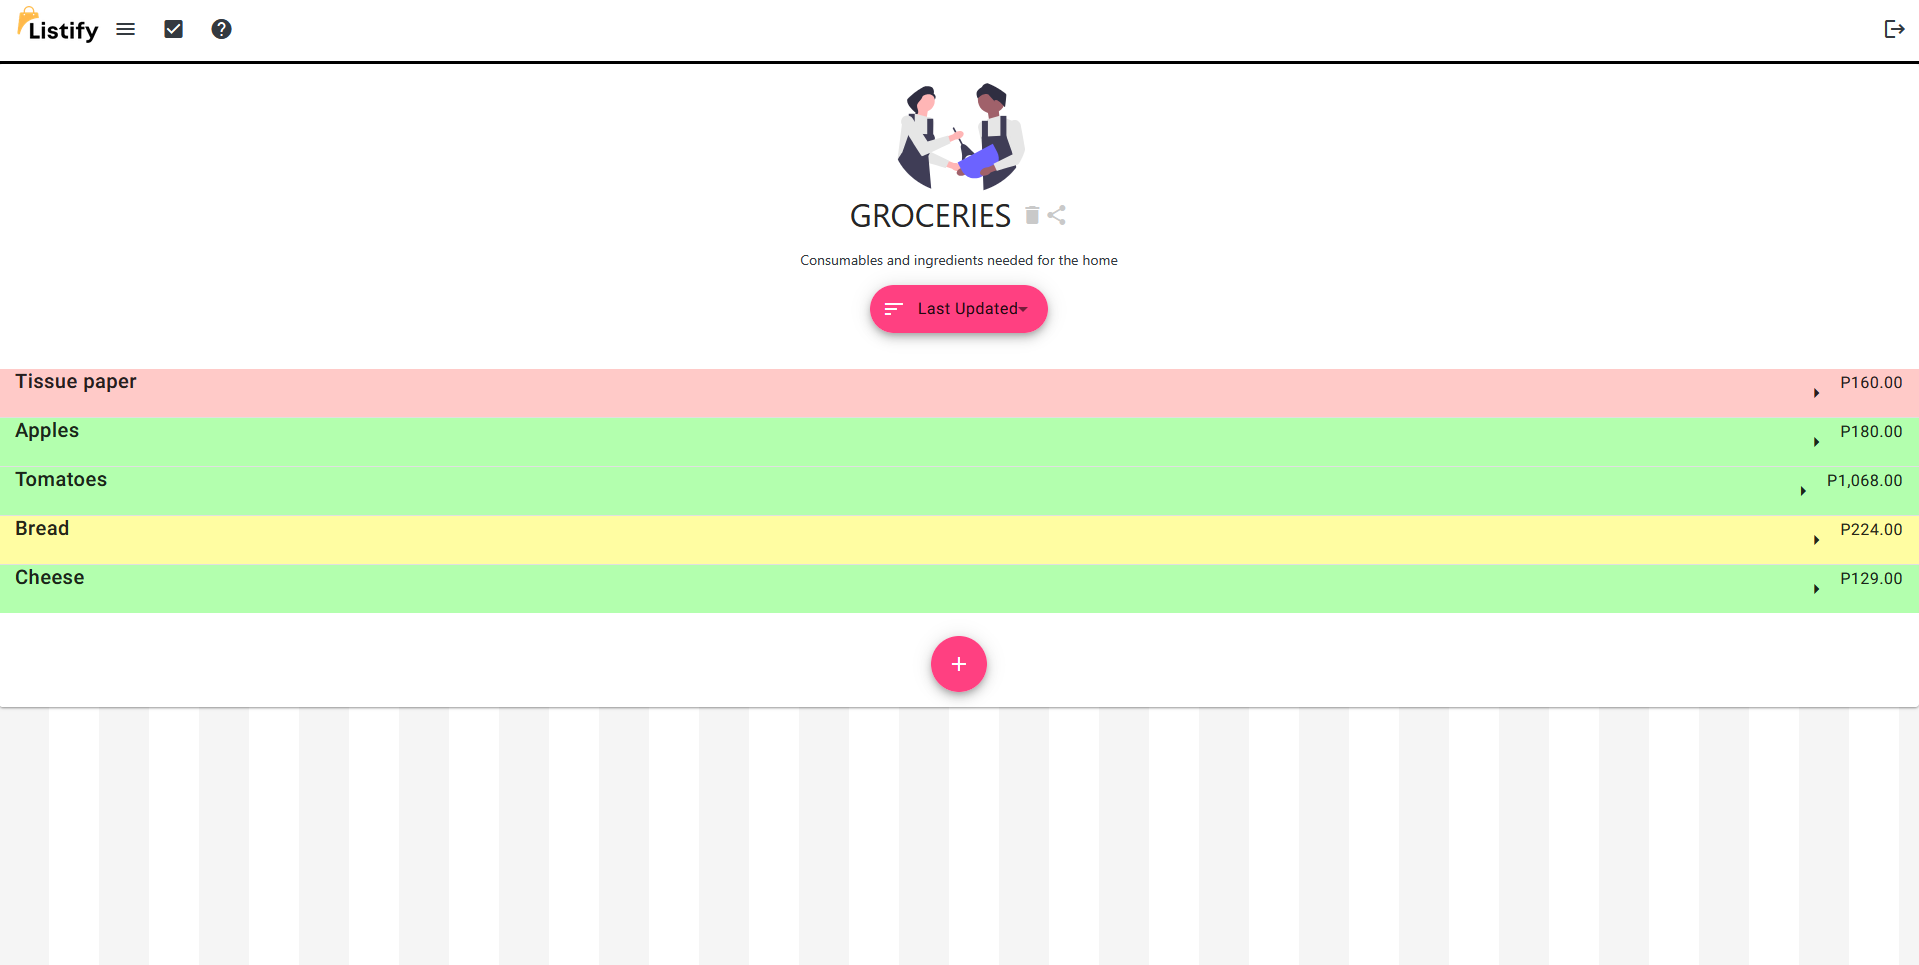 Listify
GROCERIES
Consumables and ingredients needed for the home
Last Updated
Tissue paper P160.00
Apples P180.00
Tomatoes P1,068.00
Bread P224.00
Cheese P129.00